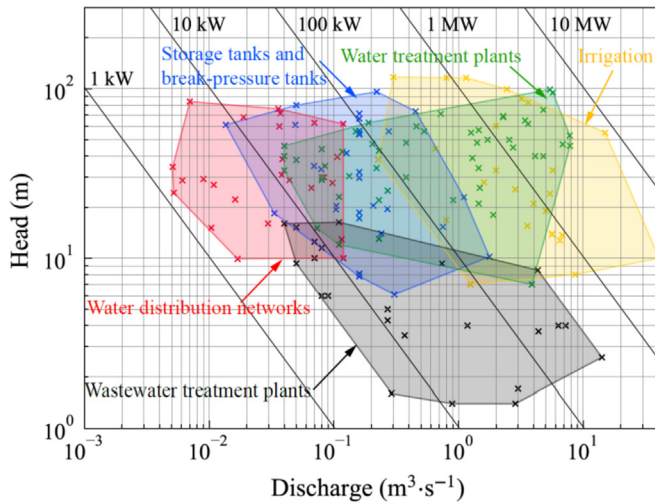 10 kW 100 kW 1 MW 10 MW
Storage tanks and
break-pressure tanks
Water treatment plants
Irrigation
1 kW
10²
10¹
10⁰
Head (m)
Water distribution networks
Wastewater treatment plants
10⁻³ 10⁻² 10⁻¹ 10⁰ 10¹
Discharge (m³·s⁻¹)